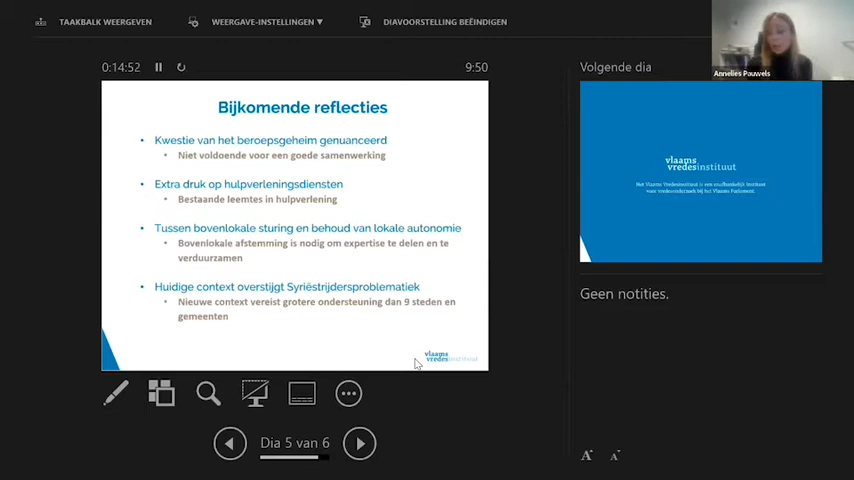 TAAKBALK WEERGEVEN
WEERGAVE-INSTELLINGEN ▼
DIAVOORSTELLING BEËINDIGEN
Annelies Pauwels
0:14:52
9:50
Volgende dia
Bijkomende reflecties
• Kwestie van het beroepsgeheim genuanceerd
• Niet voldoende voor een goede samenwerking
• Extra druk op hulpverleningsdiensten
• Bestaande leemtes in hulpverlening
• Tussen bovenlokale sturing en behoud van lokale autonomie
• Bovenlokale afstemming is nodig om expertise te delen en te
verduurzamen
• Huidige context overstijgt Syriëstrijdersproblematiek
• Nieuwe context vereist grotere ondersteuning dan 9 steden en
gemeenten
vlaams
vredesinstituut
vlaams
vredesinstituut
Het Vlaams Vredesinstituut is een onafhankelijk instituut
voor vredesonderzoek bij het Vlaams Parlement.
Geen notities.
Dia 5 van 6
A A